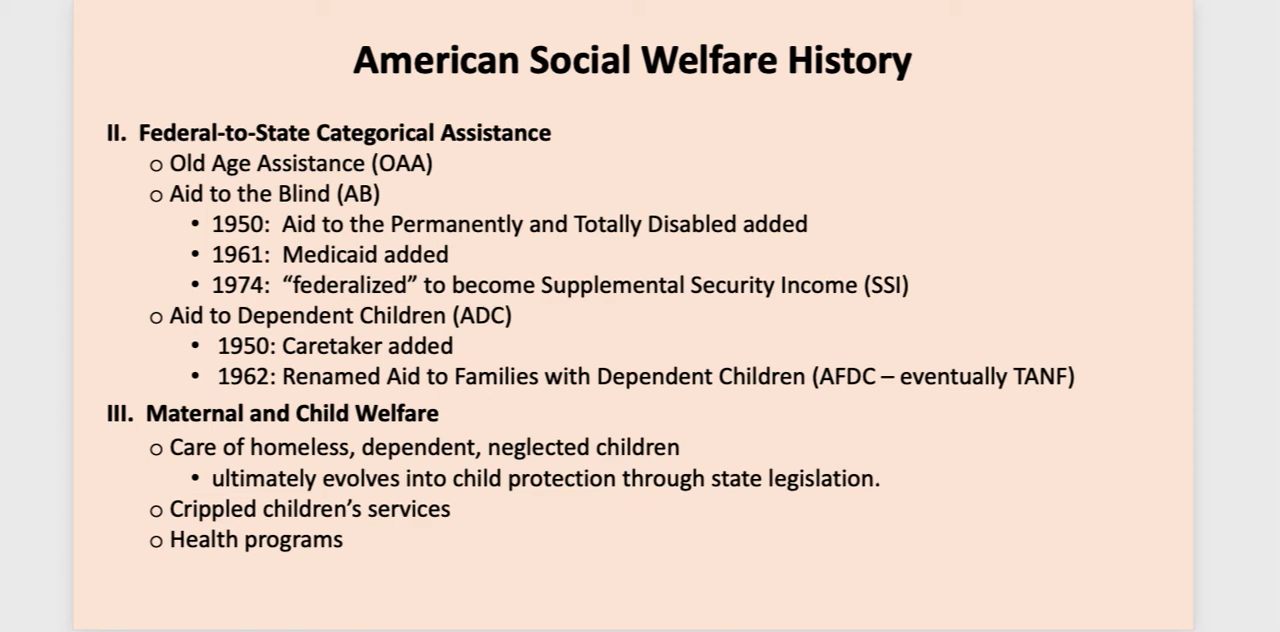 American Social Welfare History
II. Federal-to-State Categorical Assistance
o Old Age Assistance (OAA)
o Aid to the Blind (AB)
• 1950: Aid to the Permanently and Totally Disabled added
• 1961: Medicaid added
• 1974: “federalized” to become Supplemental Security Income (SSI)
o Aid to Dependent Children (ADC)
• 1950: Caretaker added
• 1962: Renamed Aid to Families with Dependent Children (AFDC – eventually TANF)
III. Maternal and Child Welfare
o Care of homeless, dependent, neglected children
• ultimately evolves into child protection through state legislation.
o Crippled children’s services
o Health programs